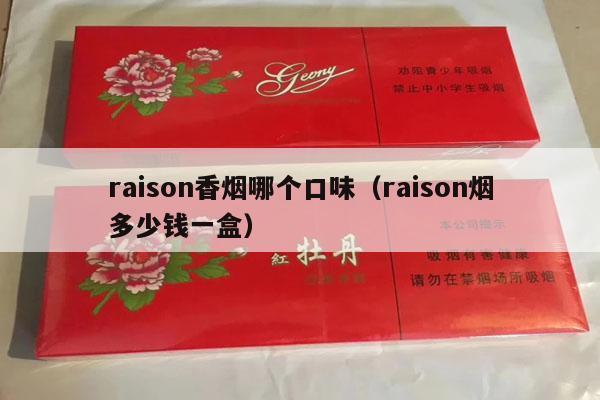 Geony
劝阻青少年吸烟
禁止中小学生吸烟
raison香烟哪个口味（raison烟
多少钱一盒）
本公司提示
紅牡丹
吸烟有害健康
请勿在禁烟场所吸烟